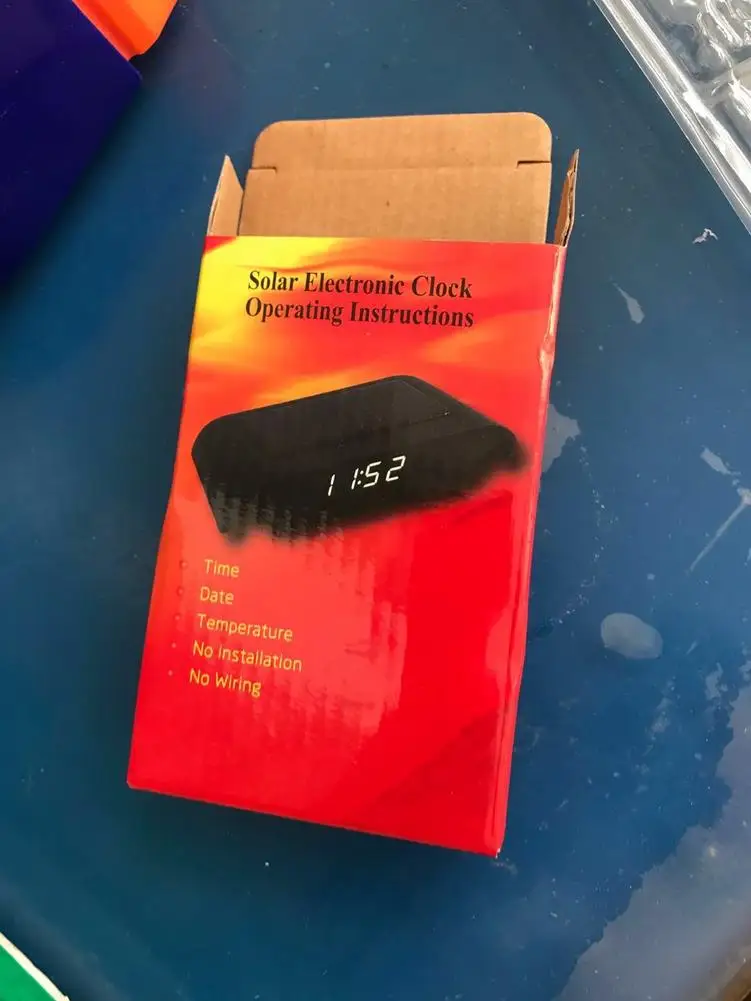 Solar Electronic Clock
Operating Instructions
11:52
Time
Date
Temperature
No installation
No Wiring